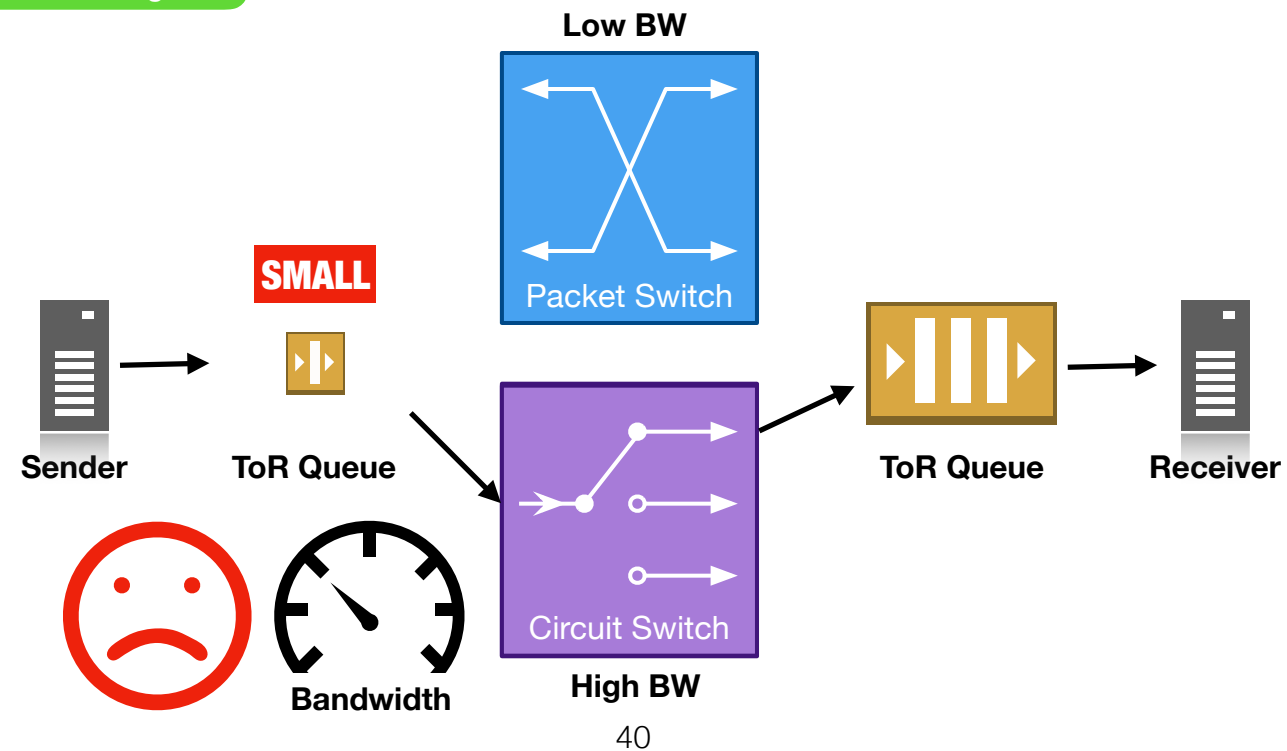 Low BW
SMALL
Packet Switch
Sender
ToR Queue
ToR Queue
Receiver
Circuit Switch
Bandwidth
High BW
40